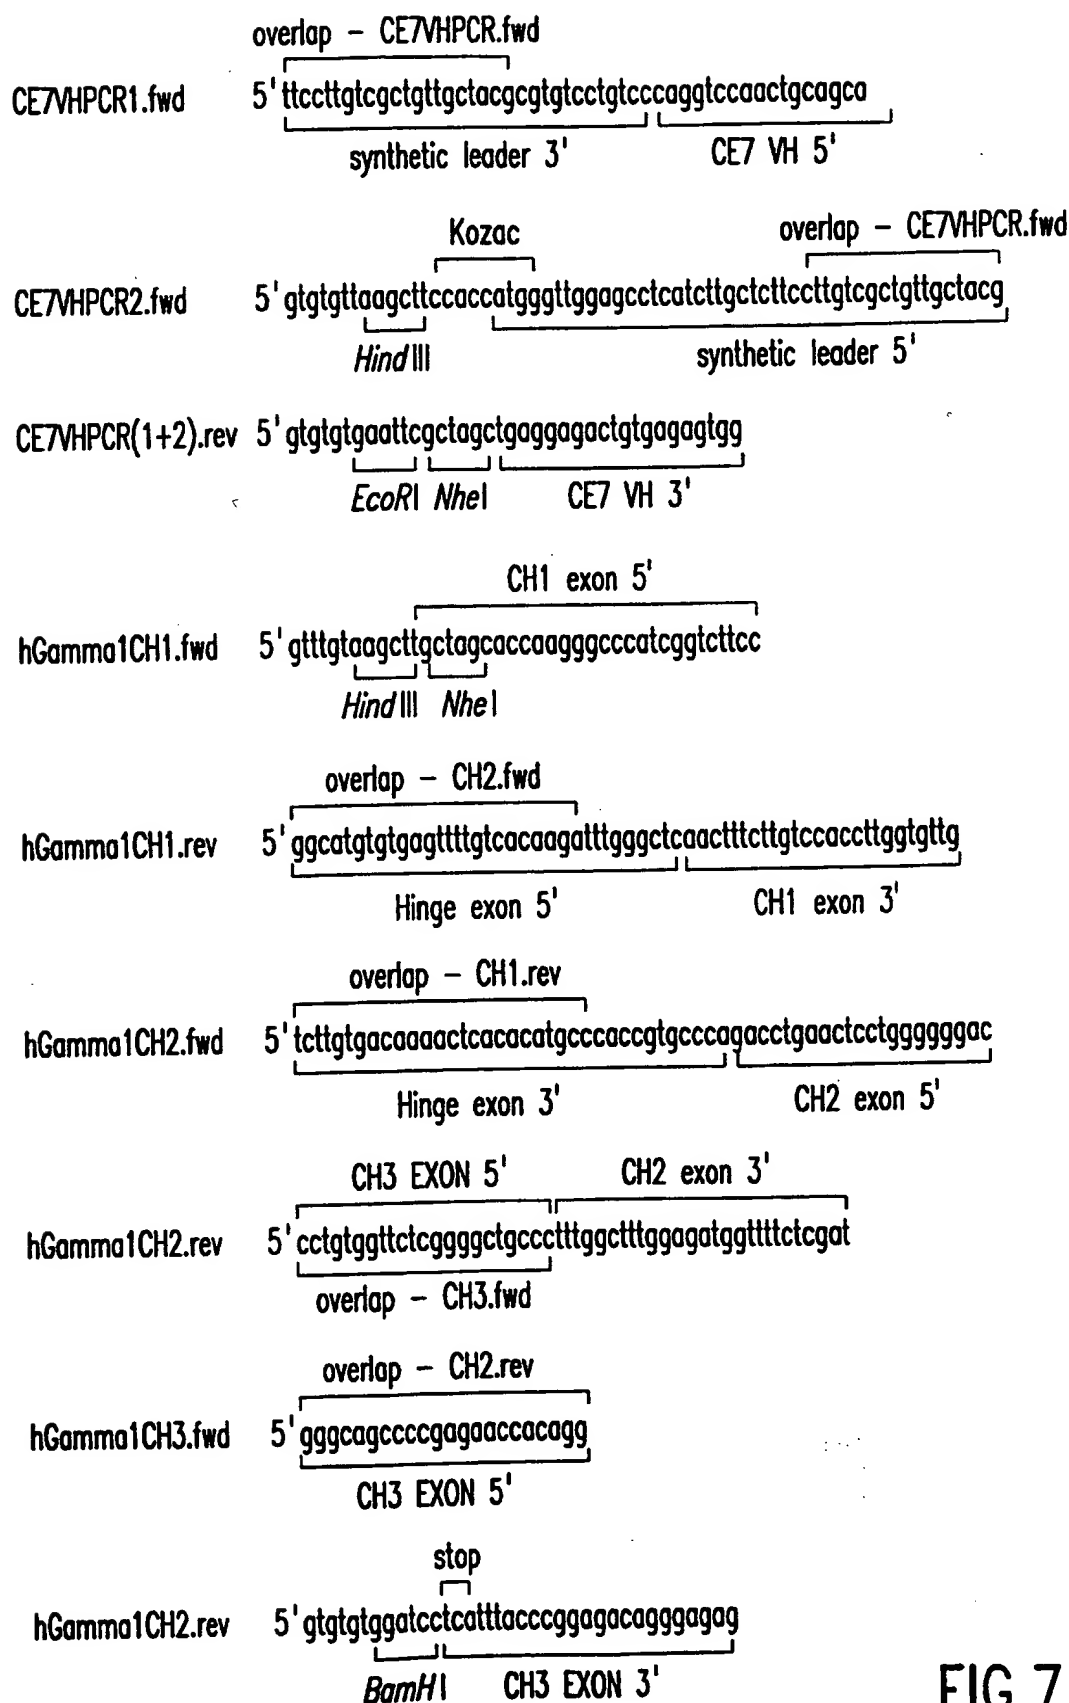 overlap - CE7VHPCR.fwd
CE7VHPCR1.fwd 5'ttccttgtcgctgttgctacgcgtgtcctgtcccaggtccaactgcagca
synthetic leader 3' CE7 VH 5'
Kozac overlap - CE7VHPCR.fwd
CE7VHPCR2.fwd 5'gtgtgttaagcttccaccatgggttggagcctcatcttgctcttccttgtcgctgttgctacg
HindIII synthetic leader 5'
CE7VHPCR(1+2).rev 5'gtgtgtgaattcgctagctgaggagactgtgagagtgg
EcoRI NheI CE7 VH 3'
CH1 exon 5'
hGamma1CH1.fwd 5'gtttgtaagcttgctagcaccaagggcccatcggtcttcc
HindIII NheI
overlap - CH2.fwd
hGamma1CH1.rev 5'ggcatgtgtgagttttgtcacaagatttgggctcaactttcttgtccaccttggtgttg
Hinge exon 5' CH1 exon 3'
overlap - CH1.rev
hGamma1CH2.fwd 5'tcttgtgacaaaactcacacatgcccaccgtgcccagacctgaactcctggggggac
Hinge exon 3' CH2 exon 5'
CH3 EXON 5' CH2 exon 3'
hGamma1CH2.rev 5'cctgtggttctcggggctgccctttggctttggagatggttttctcgat
overlap - CH3.fwd
overlap - CH2.rev
hGamma1CH3.fwd 5'gggcagccccgagaaccacagg
CH3 EXON 5'
stop
hGamma1CH2.rev 5'gtgtgtggatcctcatttacccggagacagggagag
BamHI CH3 EXON 3'
FIG 7